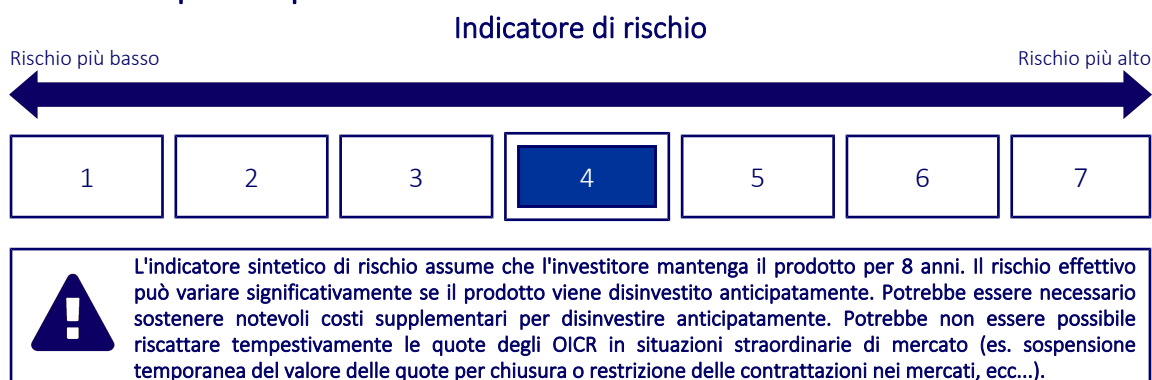 Indicatore di rischio
Rischio più basso Rischio più alto
1 2 3 4 5 6 7
L'indicatore sintetico di rischio assume che l'investitore mantenga il prodotto per 8 anni. Il rischio effettivo
può variare significativamente se il prodotto viene disinvestito anticipatamente. Potrebbe essere necessario
sostenere notevoli costi supplementari per disinvestire anticipatamente. Potrebbe non essere possibile
riscattare tempestivamente le quote degli OICR in situazioni straordinarie di mercato (es. sospensione
temporanea del valore delle quote per chiusura o restrizione delle contrattazioni nei mercati, ecc...).